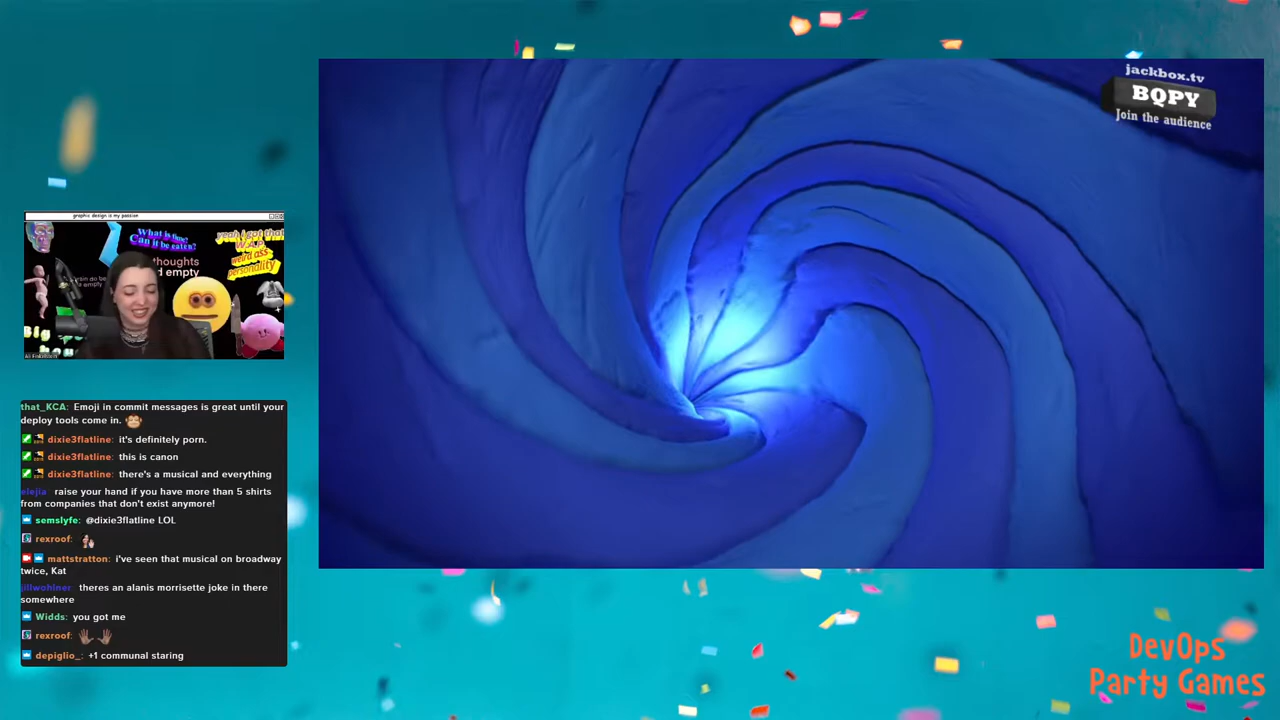 jackbox.tv
BQPY
Join the audience
graphic design is my passion
What is time?
Can it be eaten?
yeah i got that
W.A.P
weird ass
personality
thoughts
empty
that_KCA: Emoji in commit messages is great until your
deploy tools come in.
dixie3flatline: it's definitely porn.
dixie3flatline: this is canon
dixie3flatline: there's a musical and everything
elejia: raise your hand if you have more than 5 shirts
from companies that don't exist anymore!
semslyfe: @dixie3flatline LOL
rexroof:
mattstratton: i've seen that musical on broadway
twice, Kat
jillwohlner: theres an alanis morrisette joke in there
somewhere
Widds: you got me
rexroof:
depiglio_: +1 communal staring
DevOps
Party Games